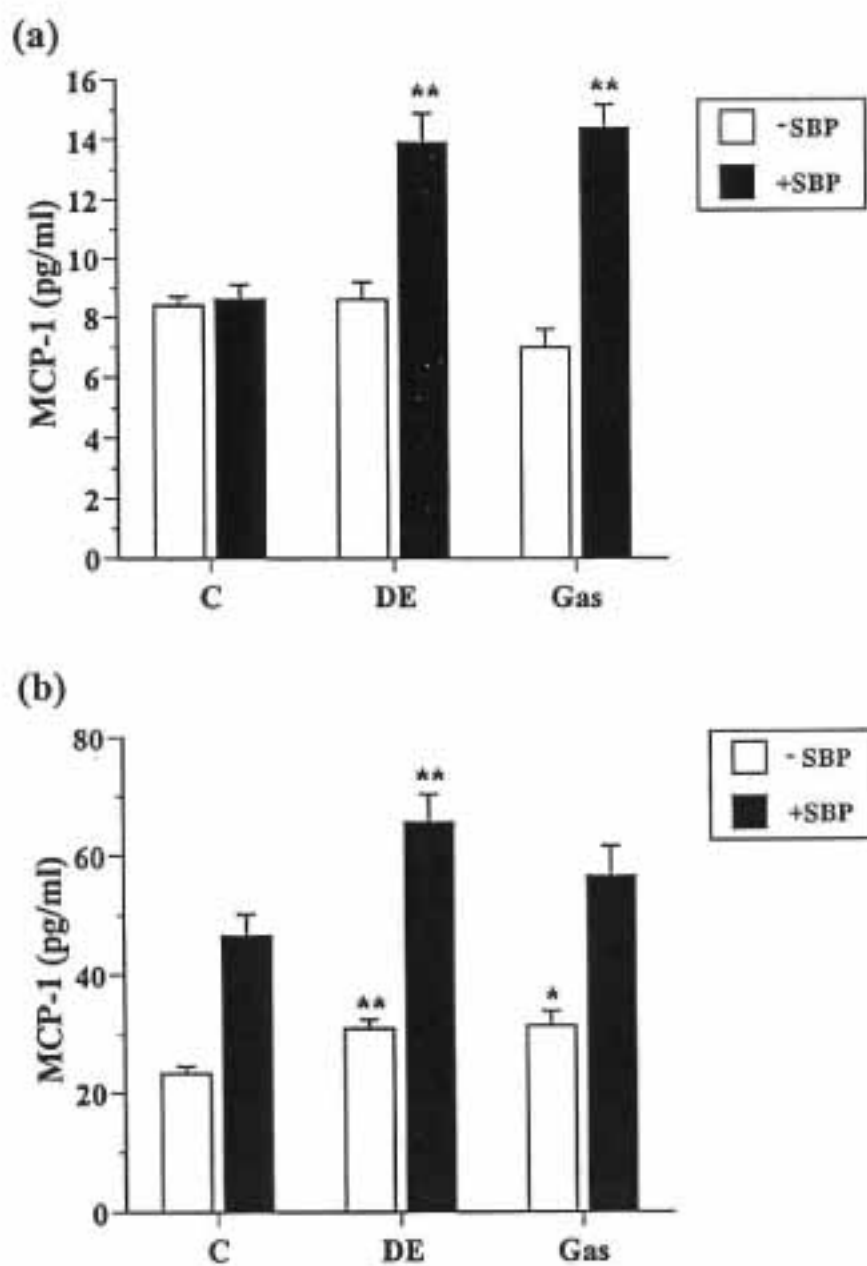 (a)
16
14
12
10
8
6
4
2
0
MCP-1 (pg/ml)
**
**
-SBP
+SBP
C DE Gas
(b)
80
60
40
20
0
MCP-1 (pg/ml)
**
**
*
- SBP
+SBP
C DE Gas